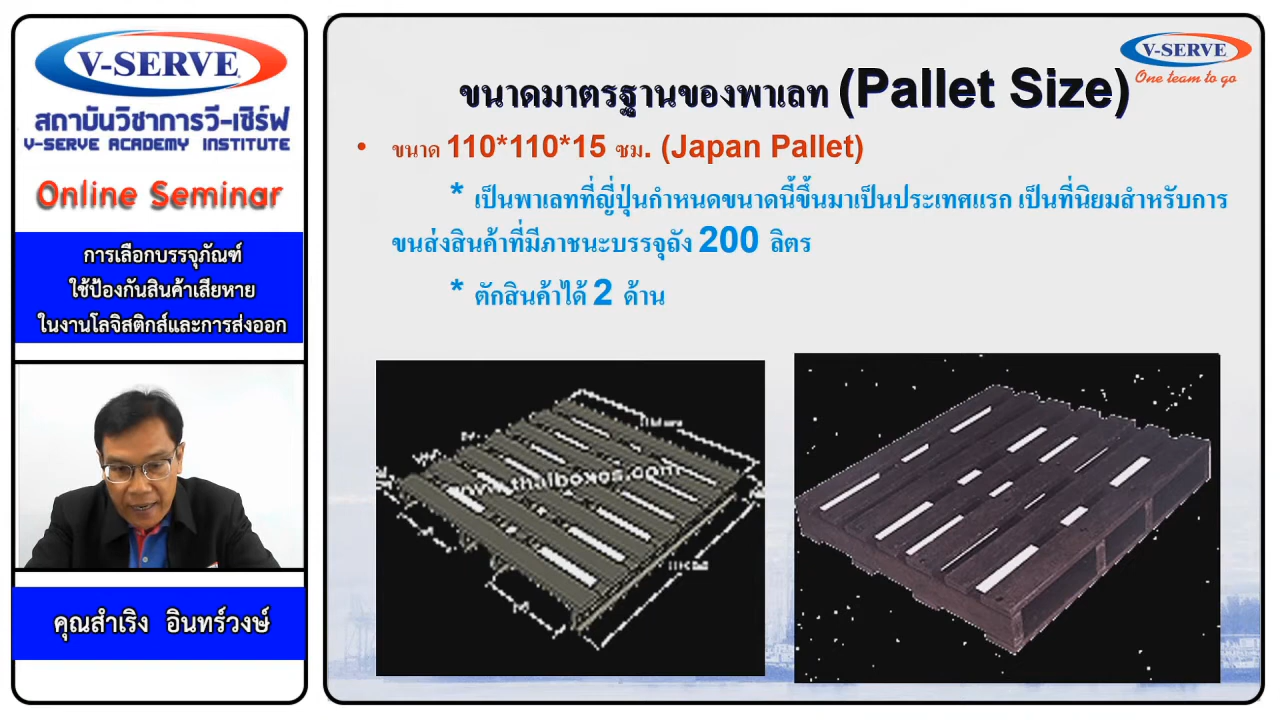 V-SERVE
สถาบันวิชาการวี-เซิร์ฟ
V-SERVE ACADEMY INSTITUTE
Online Seminar
การเลือกบรรจุภัณฑ์
ใช้ป้องกันสินค้าเสียหาย
ในงานโลจิสติกส์และการส่งออก
คุณสำเริง อินทร์วงษ์
V-SERVE
One team to go
ขนาดมาตรฐานของพาเลท (Pallet Size)
• ขนาด 110*110*15 ซม. (Japan Pallet)
* เป็นพาเลทที่ญี่ปุ่นกำหนดขนาดนี้ขึ้นมาเป็นประเทศแรก เป็นที่นิยมสำหรับการ
ขนส่งสินค้าที่มีภาชนะบรรจุถัง 200 ลิตร
* ตักสินค้าได้ 2 ด้าน
www.thaiboxes.com